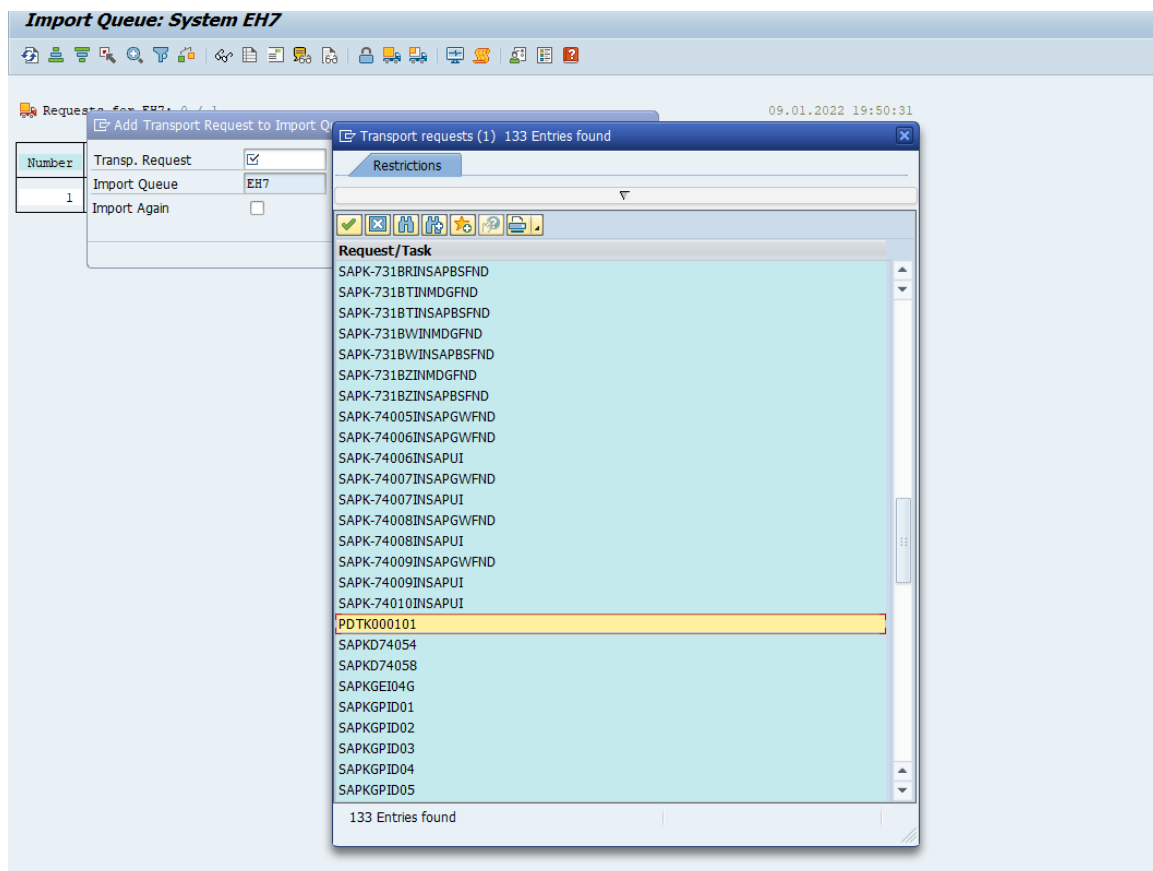 Import Queue: System EH7
Requests for EH7: 0 / 1
09.01.2022 19:50:31
Add Transport Request to Import Q
Number
Transp. Request
Import Queue EH7
1
Import Again
Transport requests (1) 133 Entries found
Restrictions
Request/Task
SAPK-731BRINSAPBSFND
SAPK-731BTINMDGFND
SAPK-731BTINSAPBSFND
SAPK-731BWINMDGFND
SAPK-731BWINSAPBSFND
SAPK-731BZINMDGFND
SAPK-731BZINSAPBSFND
SAPK-74005INSAPGWFND
SAPK-74006INSAPGWFND
SAPK-74006INSAPUI
SAPK-74007INSAPGWFND
SAPK-74007INSAPUI
SAPK-74008INSAPGWFND
SAPK-74008INSAPUI
SAPK-74009INSAPGWFND
SAPK-74009INSAPUI
SAPK-74010INSAPUI
PDTK000101
SAPKD74054
SAPKD74058
SAPKGEI04G
SAPKGPID01
SAPKGPID02
SAPKGPID03
SAPKGPID04
SAPKGPID05
133 Entries found